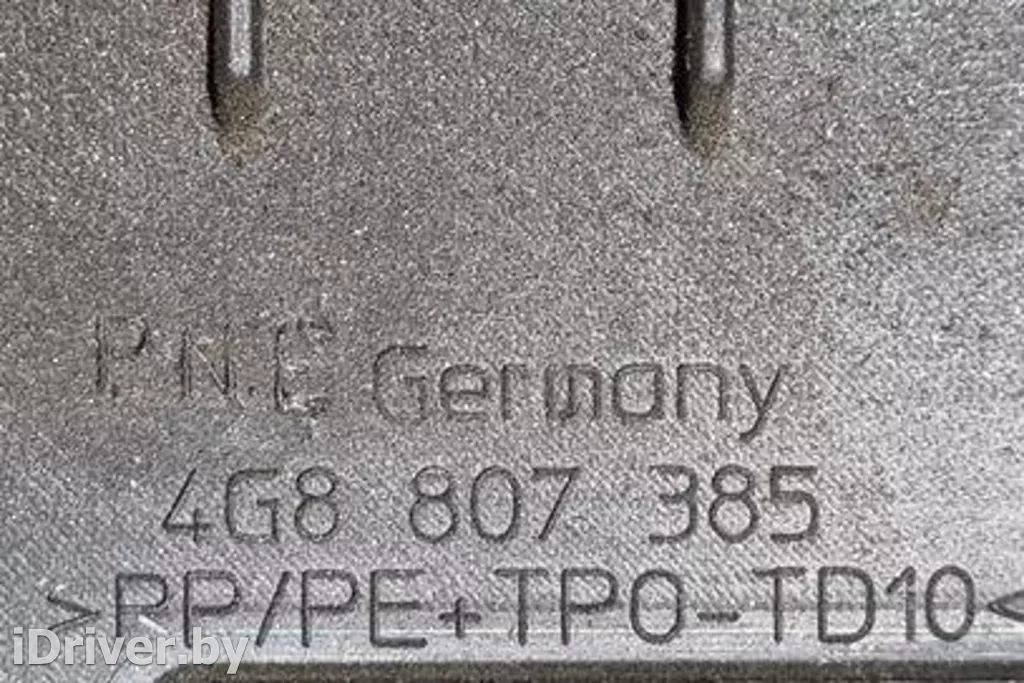 P.N.E Germany
4G8 807 385
>PP/PE+TPO-TD10<
iDriver.by